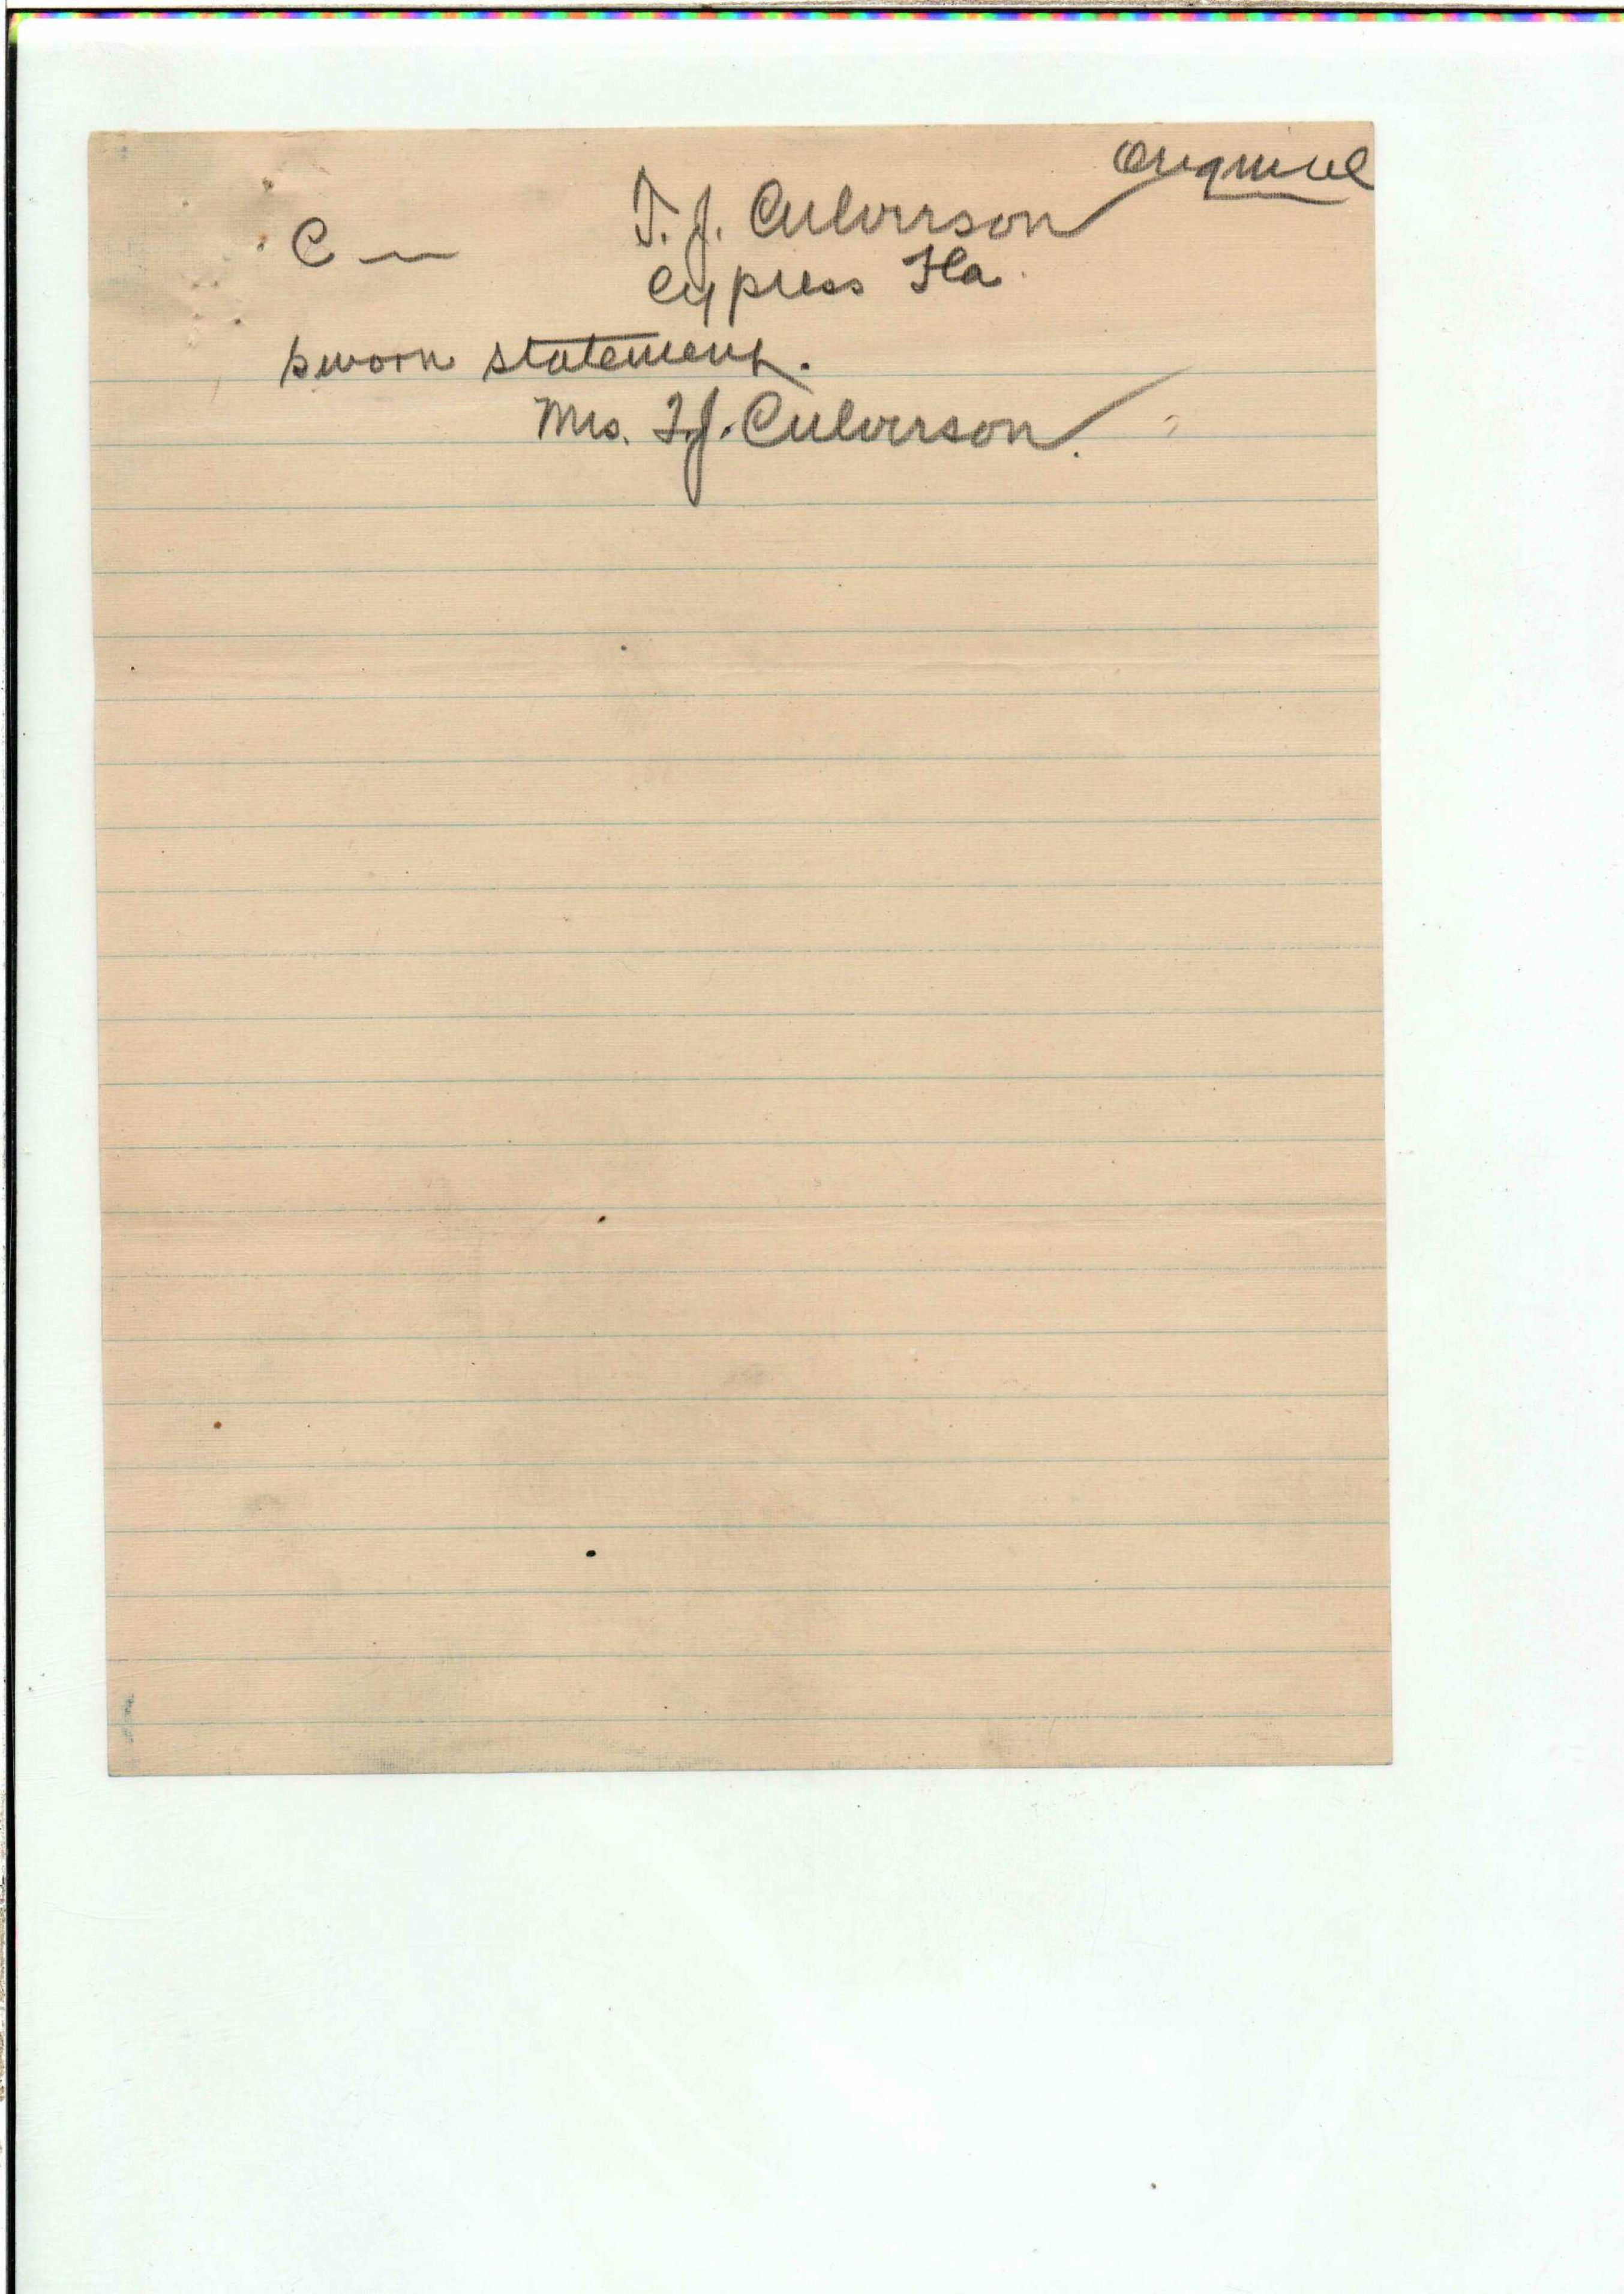 Original
C — T. J. Culverson
Cypress Fla.
sworn statement.
Mrs. T.J. Culverson.